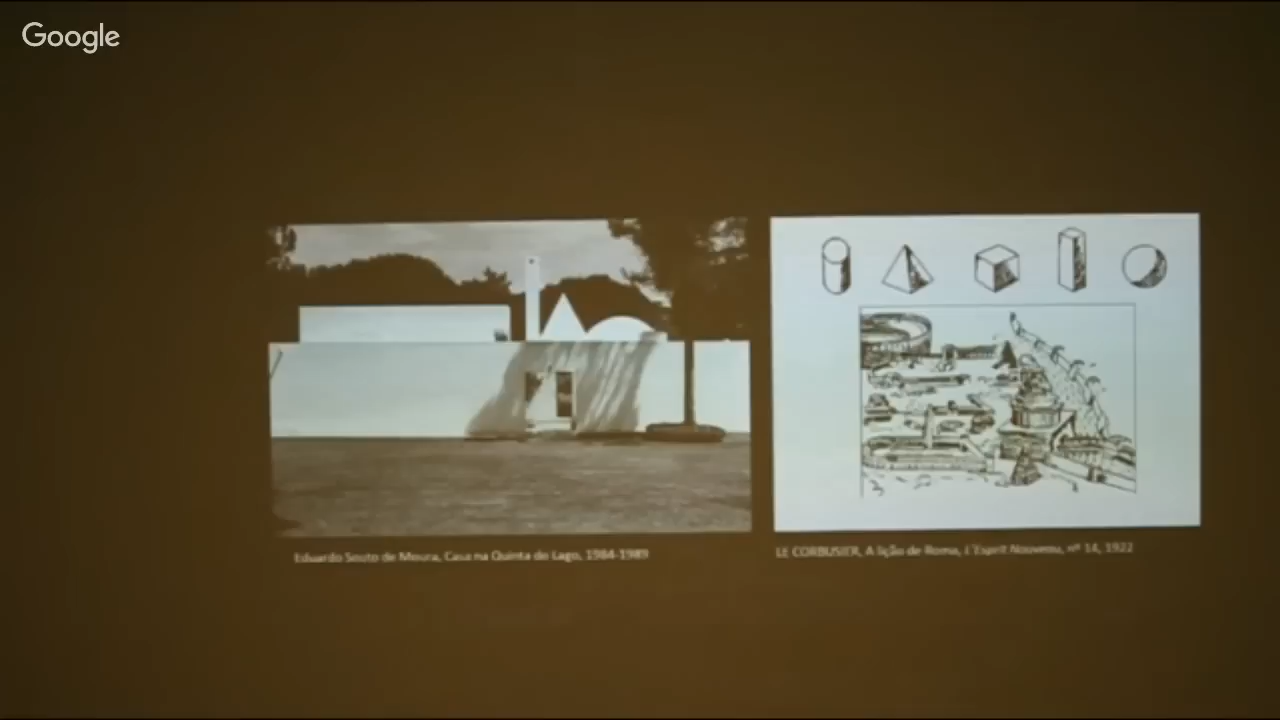 Google
Eduardo Souto de Moura, Casa na Quinta do Lago, 1984-1989
LE CORBUSIER, A lição de Roma, L'Esprit Nouveau, nº 14, 1922